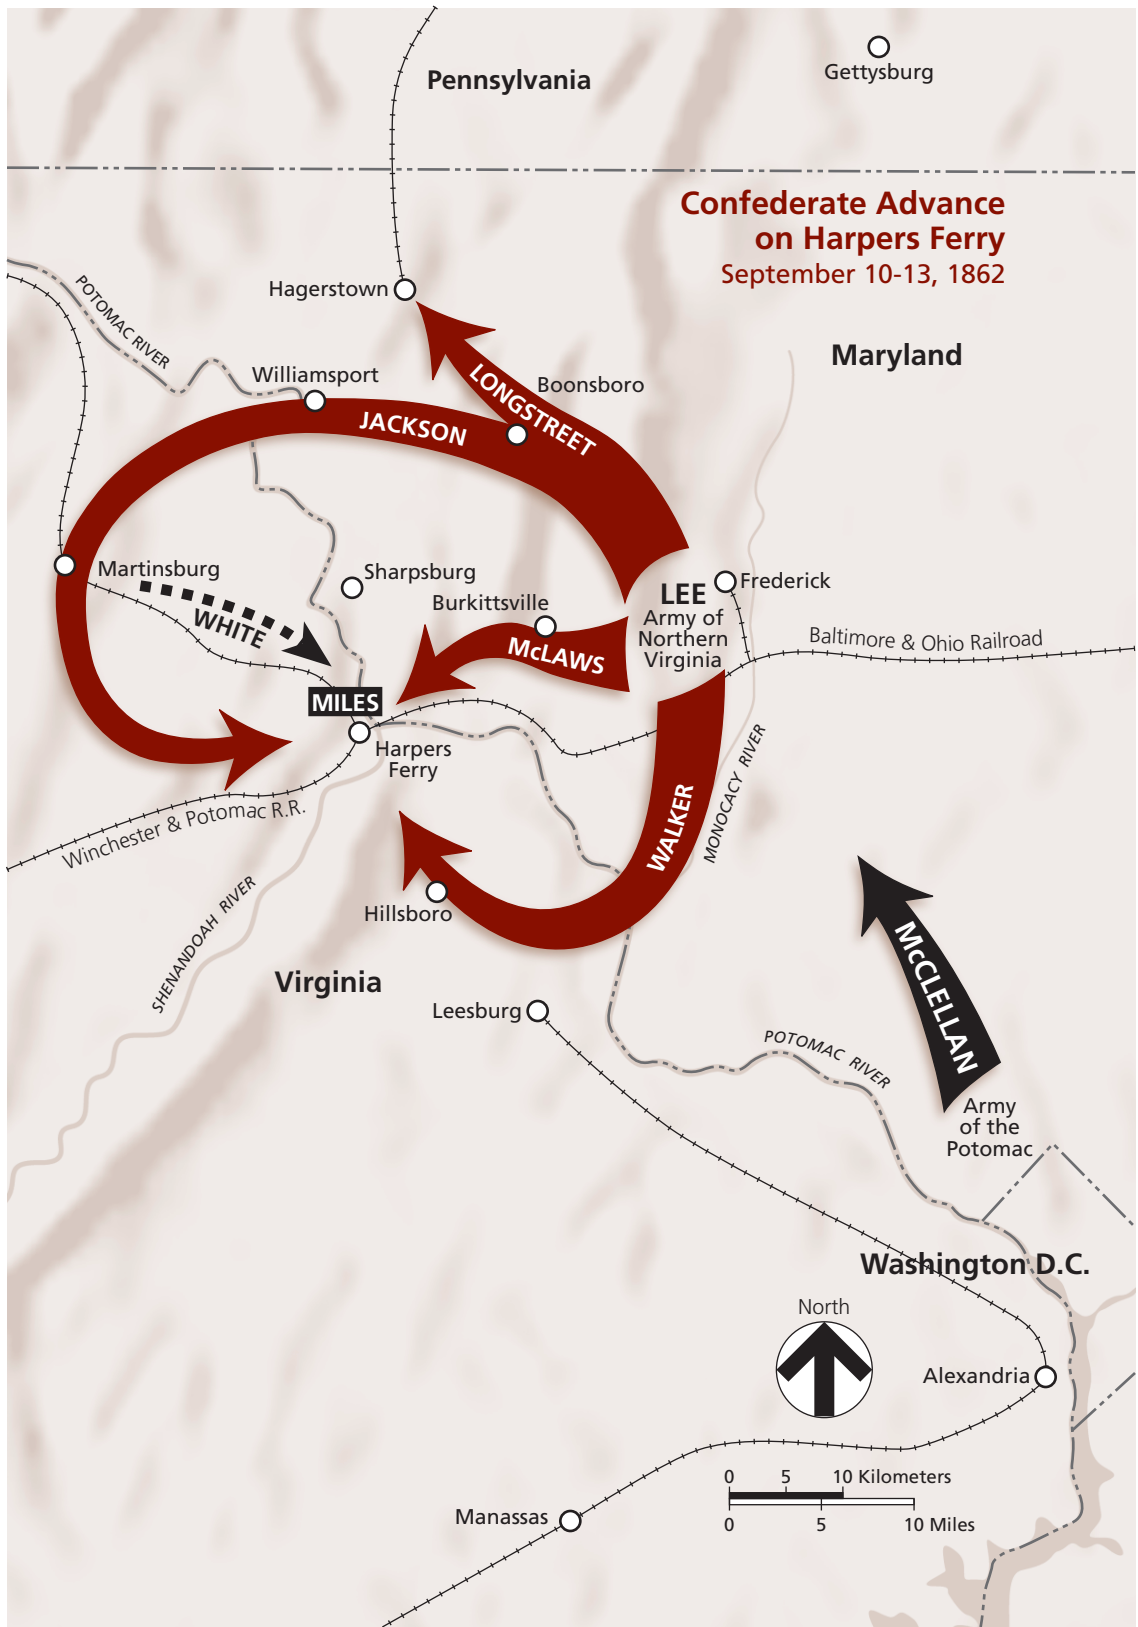 Gettysburg
Pennsylvania
Confederate Advance
on Harpers Ferry
September 10-13, 1862
POTOMAC RIVER
Hagerstown
Maryland
Williamsport
Boonsboro
LONGSTREET
JACKSON
Martinsburg
WHITE
Sharpsburg
Burkittsville
McLAWS
LEE
Army of
Northern
Virginia
Frederick
Baltimore & Ohio Railroad
MILES
Harpers
Ferry
Winchester & Potomac R.R.
MONOCACY RIVER
WALKER
SHENANDOAH RIVER
Hillsboro
McCLELLAN
Virginia
Leesburg
POTOMAC RIVER
Army
of the
Potomac
Washington D.C.
North
Alexandria
0 5 10 Kilometers
0 5 10 Miles
Manassas